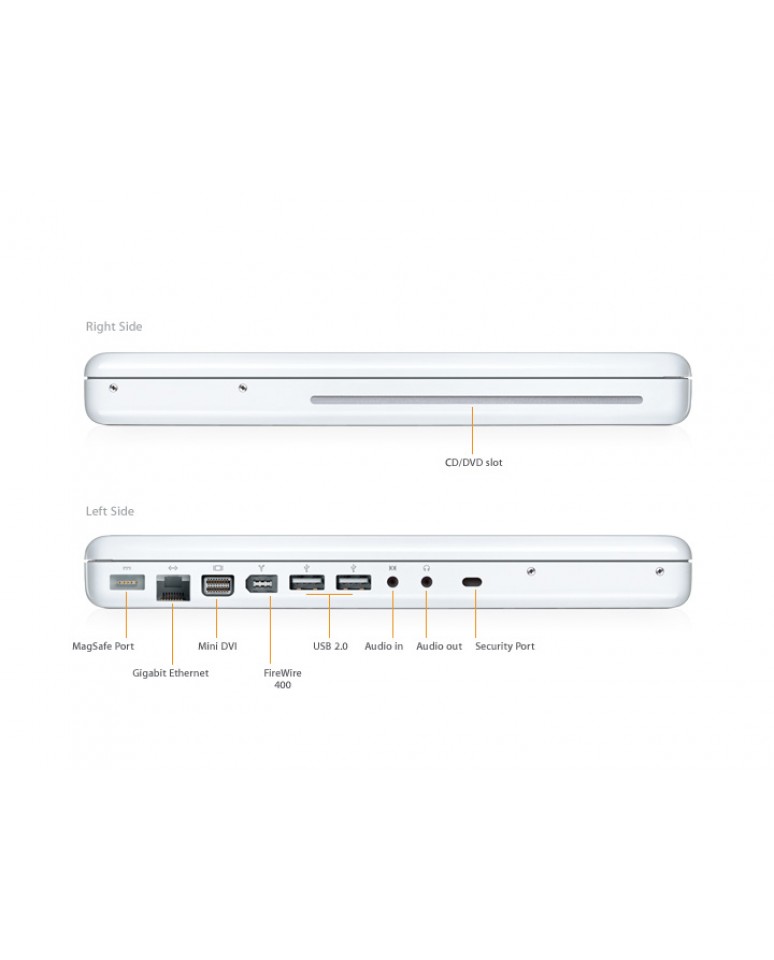 Right Side
CD/DVD slot
Left Side
MagSafe Port
Mini DVI
USB 2.0
Audio in
Audio out
Security Port
Gigabit Ethernet
FireWire
400